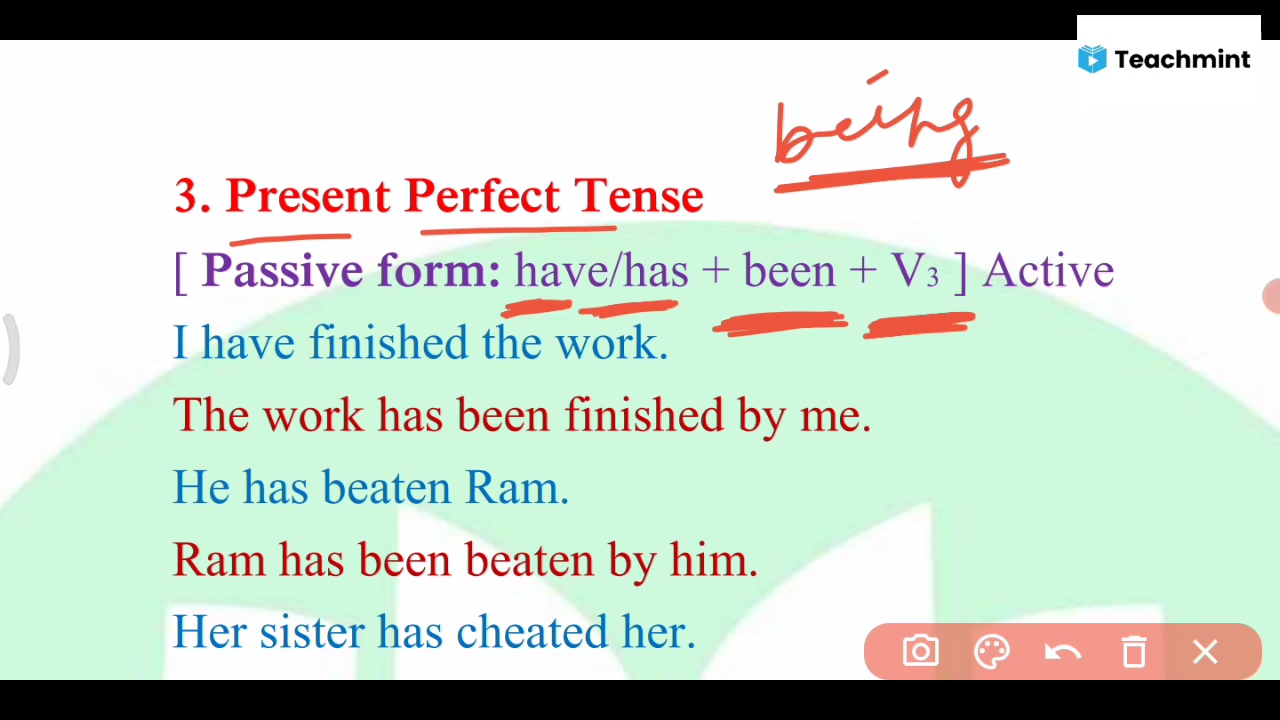 Teachmint
being
3. Present Perfect Tense
[ Passive form: have/has + been + V₃ ] Active
I have finished the work.
The work has been finished by me.
He has beaten Ram.
Ram has been beaten by him.
Her sister has cheated her.